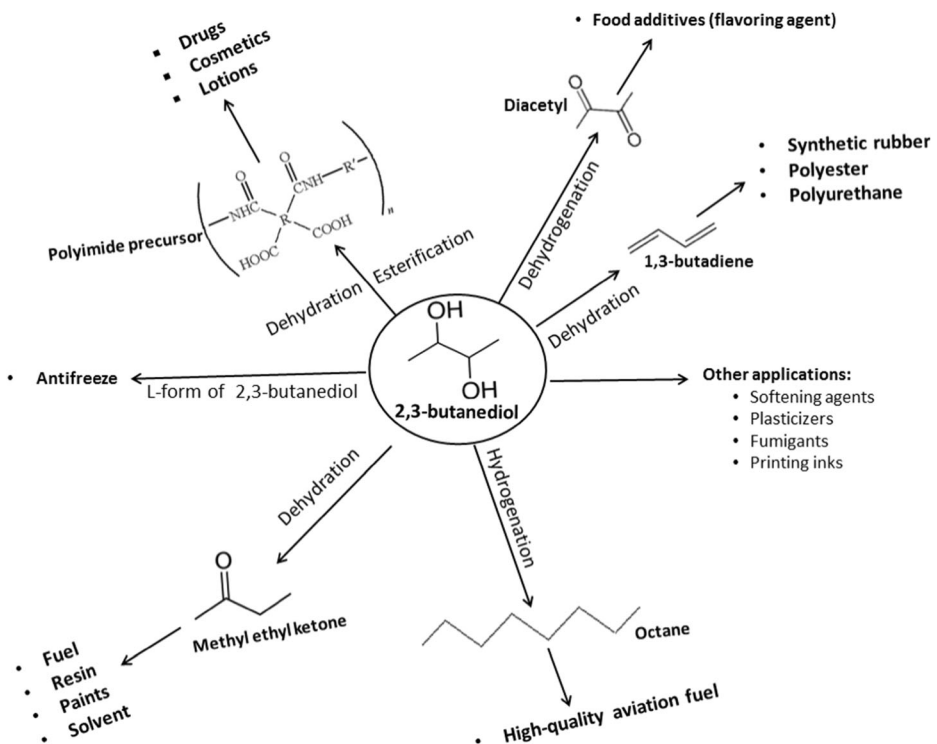 • Food additives (flavoring agent)
▪ Drugs
▪ Cosmetics
▪ Lotions
Diacetyl
O
O
• Synthetic rubber
• Polyester
• Polyurethane
O
O
NHC
CNH
R'
R
n
HOOC
COOH
Polyimide precursor
Dehydration
Esterification
Dehydrogenation
1,3-butadiene
Dehydration
OH
OH
2,3-butanediol
• Antifreeze
L-form of 2,3-butanediol
Other applications:
• Softening agents
• Plasticizers
• Fumigants
• Printing inks
Dehydration
Hydrogenation
O
Methyl ethyl ketone
Octane
• Fuel
• Resin
• Paints
• Solvent
• High-quality aviation fuel